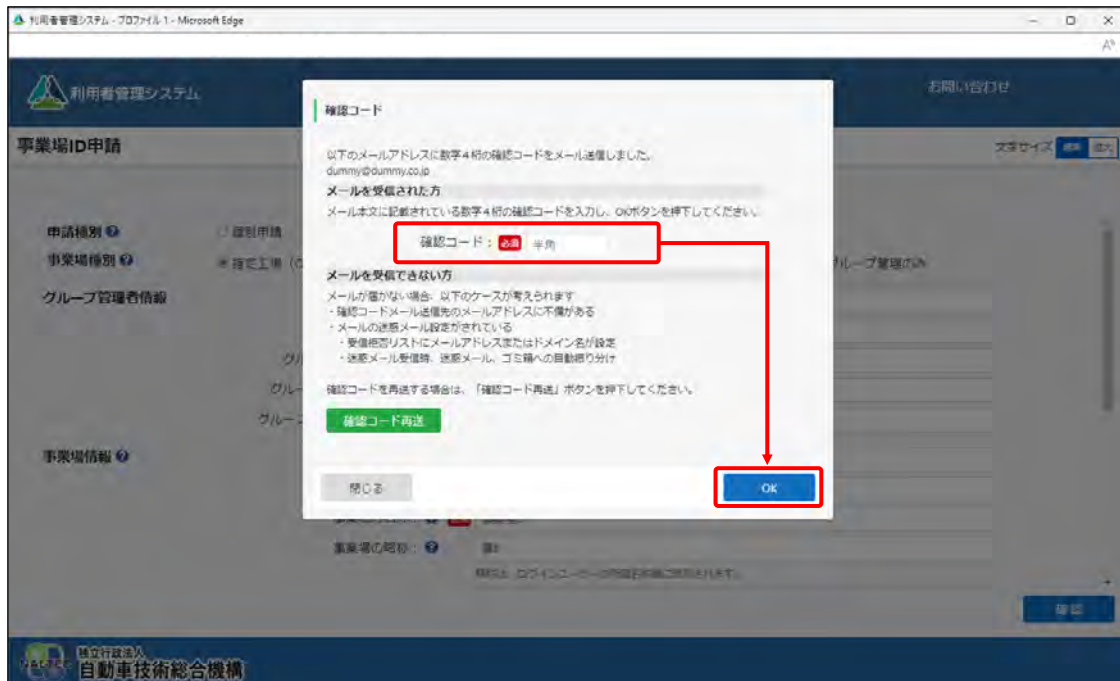 利用者管理システム - プロファイル 1 - Microsoft Edge
利用者管理システム
お問い合わせ
事業場ID申請
文字サイズ 標準 拡大
確認コード
以下のメールアドレスに数字4桁の確認コードをメール送信しました。
dummy@dummy.co.jp
メールを受信された方
メール本文に記載されている数字4桁の確認コードを入力し、OKボタンを押下してください。
確認コード： 必須 半角
メールを受信できない方
メールが届かない場合、以下のケースが考えられます
・確認コードメール送信先のメールアドレスに不備がある
・メールの迷惑メール設定がされている
・受信拒否リストにメールアドレスまたはドメイン名が設定
・迷惑メール受信時、迷惑メール、ゴミ箱への自動振り分け
確認コードを再送する場合は、「確認コード再送」ボタンを押下してください。
確認コード再送
閉じる
OK
申請種別
個別申請
事業場種別
指定工場
グループ管理のみ
グループ管理者情報
事業場情報
事業場の略称：
確認
独立行政法人
自動車技術総合機構